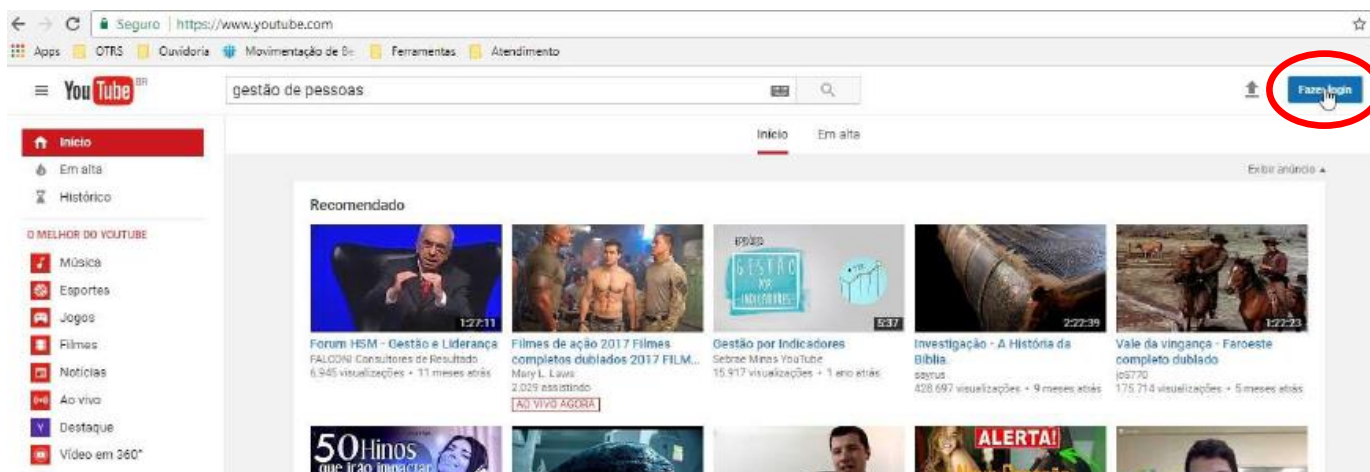 Seguro | https://www.youtube.com
Apps OTRS Ouvidoria Movimentação de Be Ferramentas Atendimento
YouTube BR
gestão de pessoas
Fazer login
Início Em alta
Início
Em alta
Histórico
Exibir anúncio
Recomendado
O MELHOR DO YOUTUBE
Música
Esportes
Jogos
Filmes
Notícias
Ao vivo
Destaque
Vídeo em 360°
EPISÓDIO
GESTÃO
POR
INDICADORES
1:27:11
5:37
2:22:39
1:22:23
Forum HSM - Gestão e Liderança
FALCONI Consultores de Resultado
6.945 visualizações • 11 meses atrás
Filmes de ação 2017 Filmes
completos dublados 2017 FILM...
Mary L. Laws
2.029 assistindo
AO VIVO AGORA
Gestão por Indicadores
Sebrae Minas YouTube
15.917 visualizações • 1 ano atrás
Investigação - A História da
Bíblia.
sayrus
428.697 visualizações • 9 meses atrás
Vale da vingança - Faroeste
completo dublado
jo5770
175.714 visualizações • 5 meses atrás
50 Hinos
que irão impactar
ALERTA!